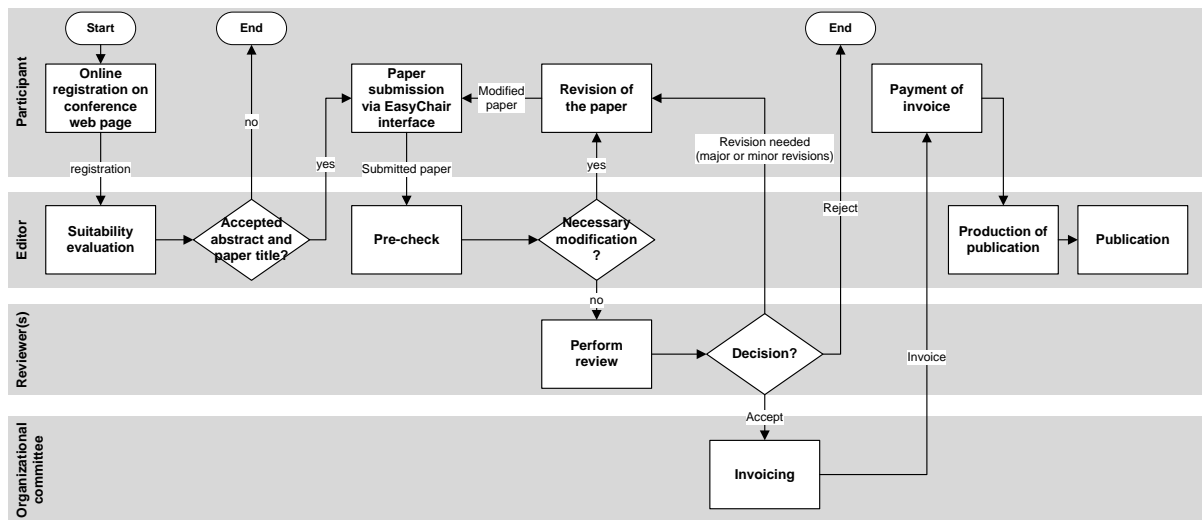 Participant
Start
End
End
Online
registration on
conference
web page
Paper
submission
via EasyChair
interface
Modified
paper
Revision of
the paper
Payment of
invoice
no
yes
registration
Submitted paper
yes
Revision needed
(major or minor revisions)
Reject
Editor
Suitability
evaluation
Accepted
abstract and
paper title?
Pre-check
Necessary
modification
?
Production of
publication
Publication
no
Reviewer(s)
Perform
review
Decision?
Invoice
Accept
Organizational
committee
Invoicing